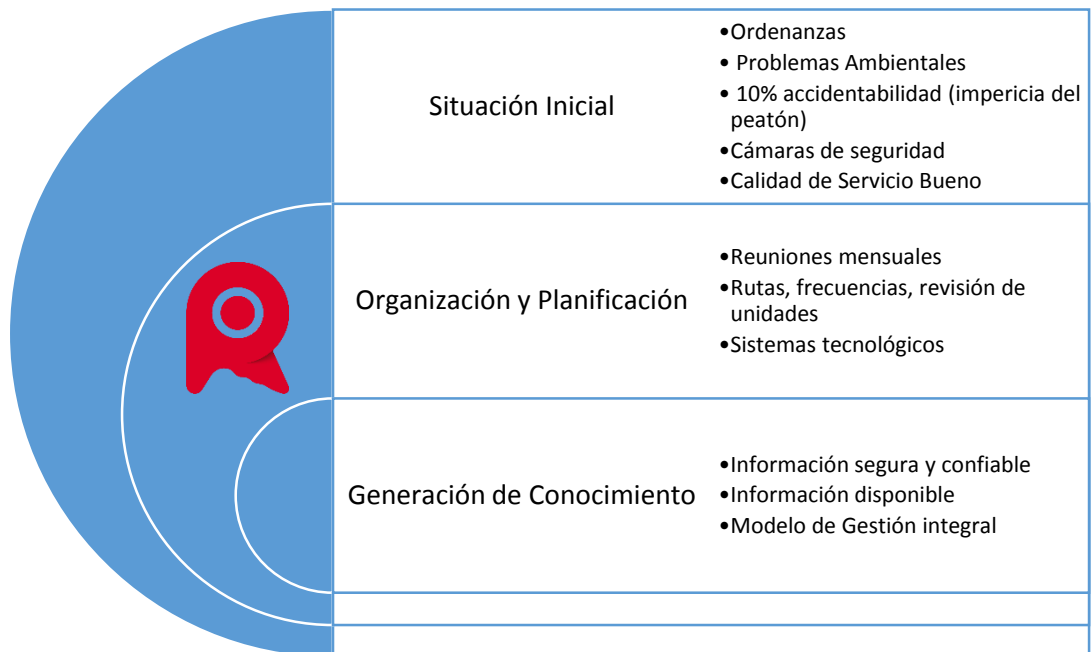 Situación Inicial
•Ordenanzas
• Problemas Ambientales
• 10% accidentabilidad (impericia del
peatón)
•Cámaras de seguridad
•Calidad de Servicio Bueno
Organización y Planificación
•Reuniones mensuales
•Rutas, frecuencias, revisión de
unidades
•Sistemas tecnológicos
Generación de Conocimiento
•Información segura y confiable
•Información disponible
•Modelo de Gestión integral